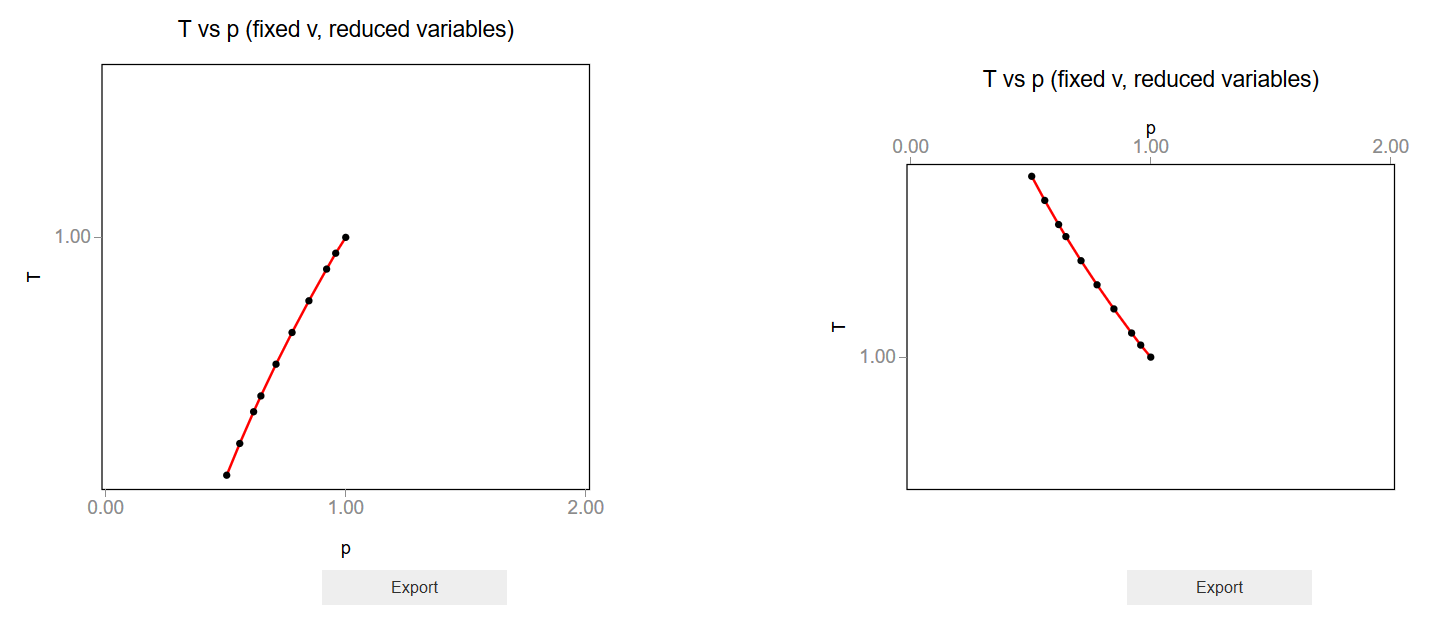 T vs p (fixed v, reduced variables)
1.00
T
0.00 1.00 2.00
p
Export
T vs p (fixed v, reduced variables)
p
0.00 1.00 2.00
T
1.00
Export